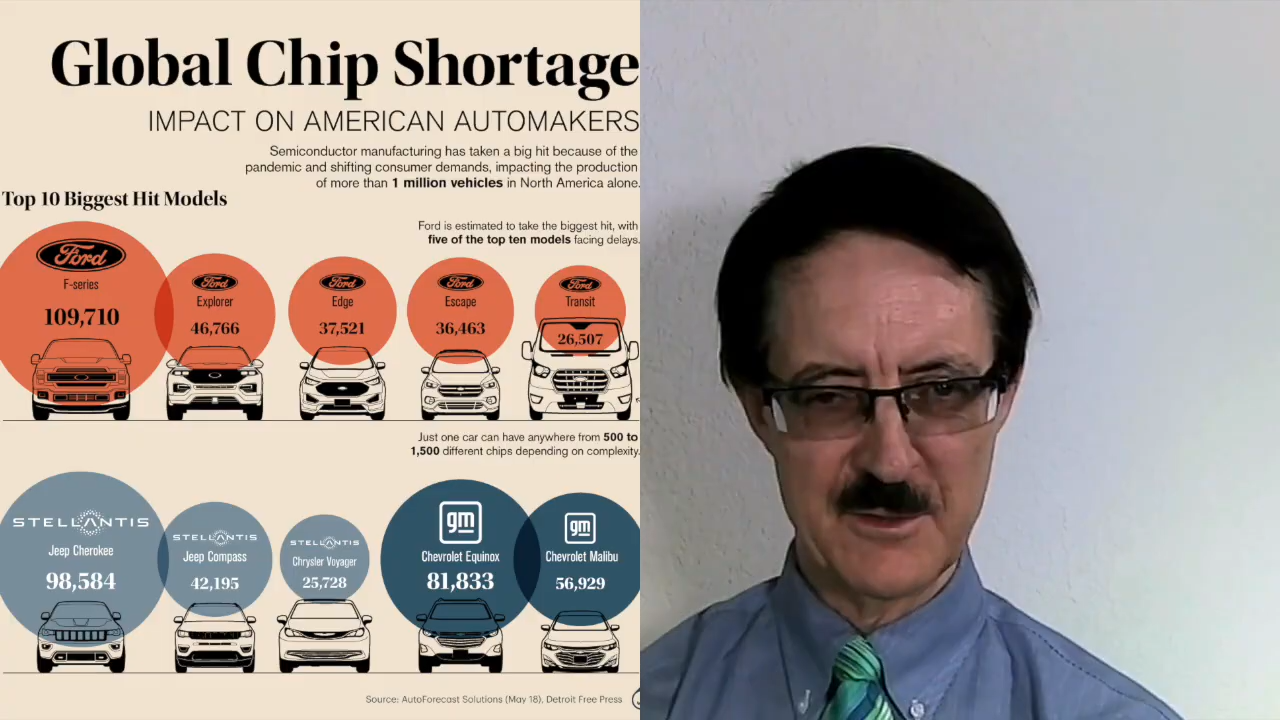 Global Chip Shortage
IMPACT ON AMERICAN AUTOMAKERS
Semiconductor manufacturing has taken a big hit because of the
pandemic and shifting consumer demands, impacting the production
of more than 1 million vehicles in North America alone.
Top 10 Biggest Hit Models
Ford is estimated to take the biggest hit, with
five of the top ten models facing delays.
Ford
F-series
109,710
Ford
Explorer
46,766
Ford
Edge
37,521
Ford
Escape
36,463
Ford
Transit
26,507
Just one car can have anywhere from 500 to
1,500 different chips depending on complexity.
STELLANTIS
Jeep Cherokee
98,584
STELLANTIS
Jeep Compass
42,195
STELLANTIS
Chrysler Voyager
25,728
gm
Chevrolet Equinox
81,833
gm
Chevrolet Malibu
56,929
Source: AutoForecast Solutions (May 18), Detroit Free Press